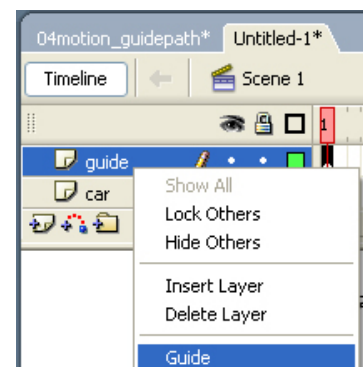 04motion_guidepath* Untitled-1*
Timeline Scene 1
1
guide
car
Show All
Lock Others
Hide Others
Insert Layer
Delete Layer
Guide